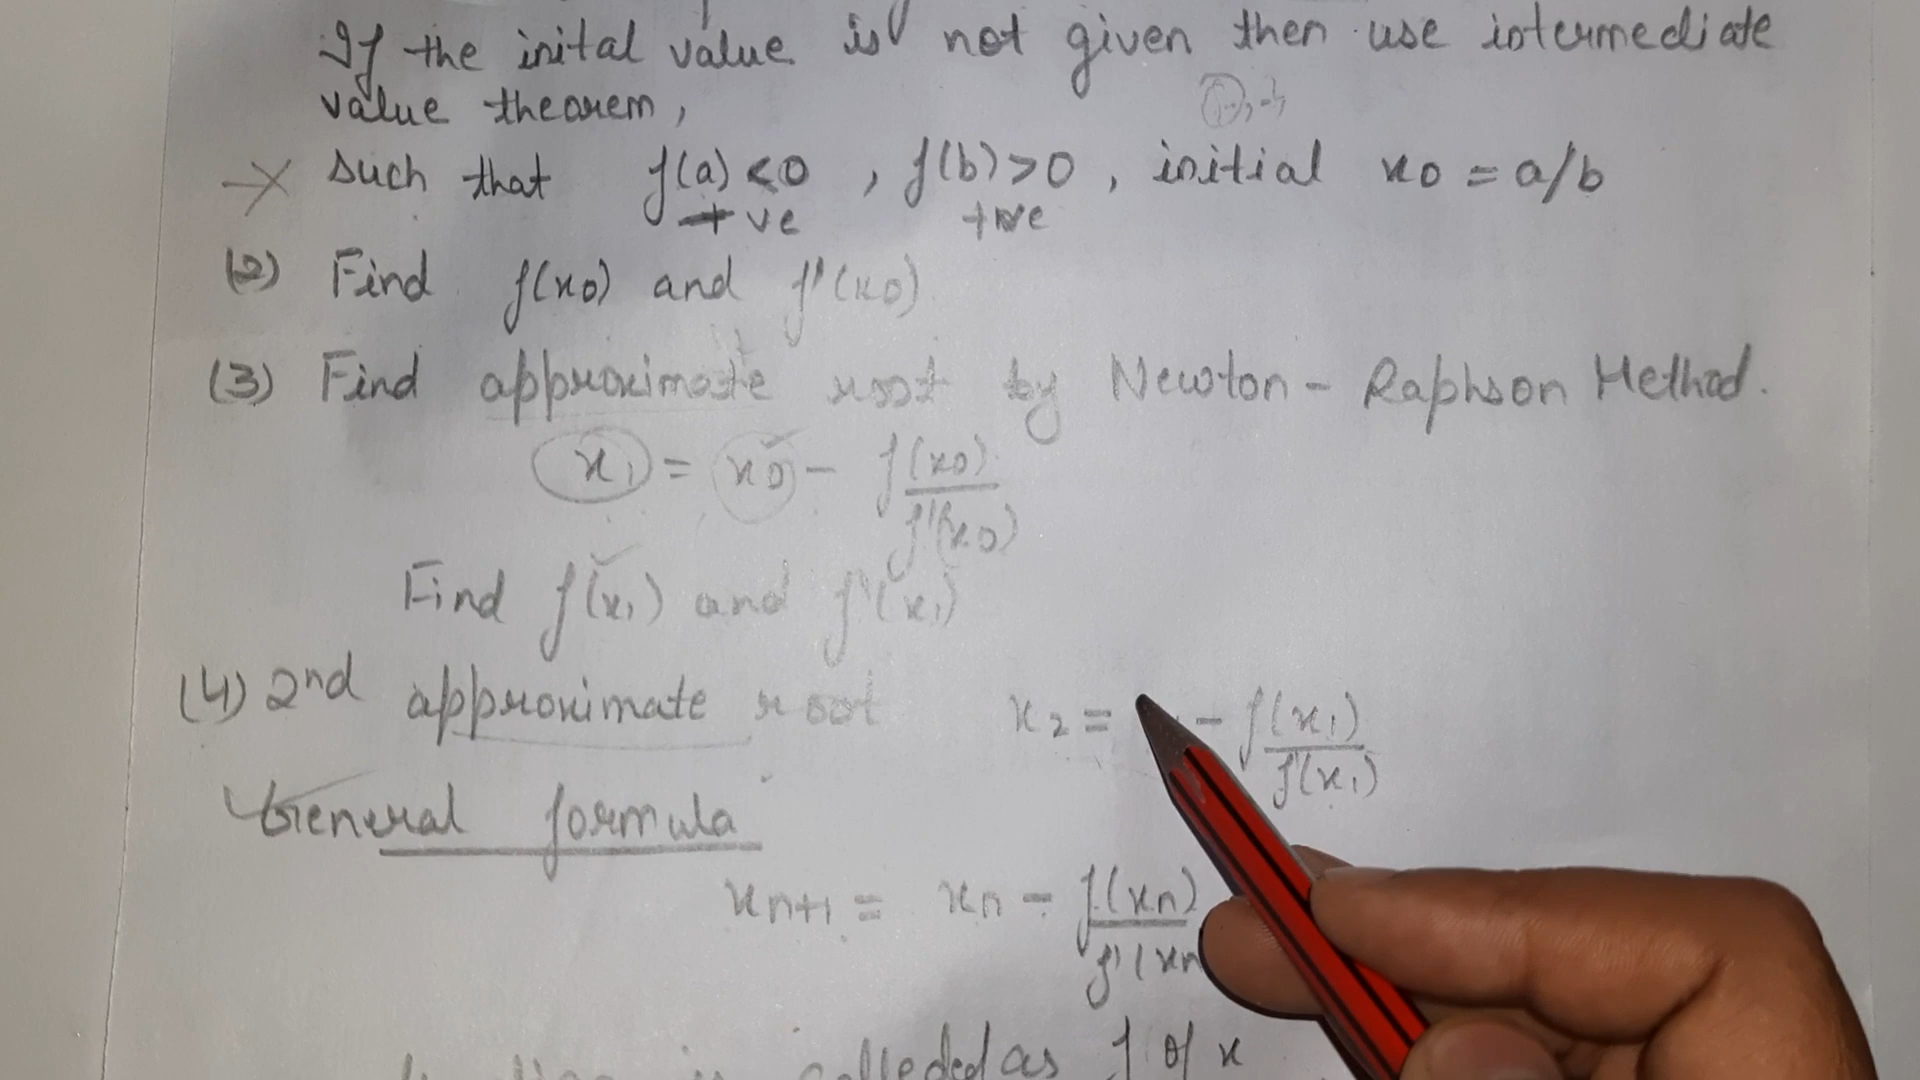 If the inital value is not given then use intermediate
value theorem,
such that f(a) <0 , f(b) >0 , initial x0 = a/b
+ve +ve
(2) Find f(x0) and f'(x0)
(3) Find approximate root by Newton - Raphson Method.
x1 = x0 - f(x0)/f'(x0)
Find f(x1) and f'(x1)
(4) 2nd approximate root x2 = - f(x1)/f'(x1)
General formula
xn+1 = xn - f(xn)/f'(xn
is as f of x